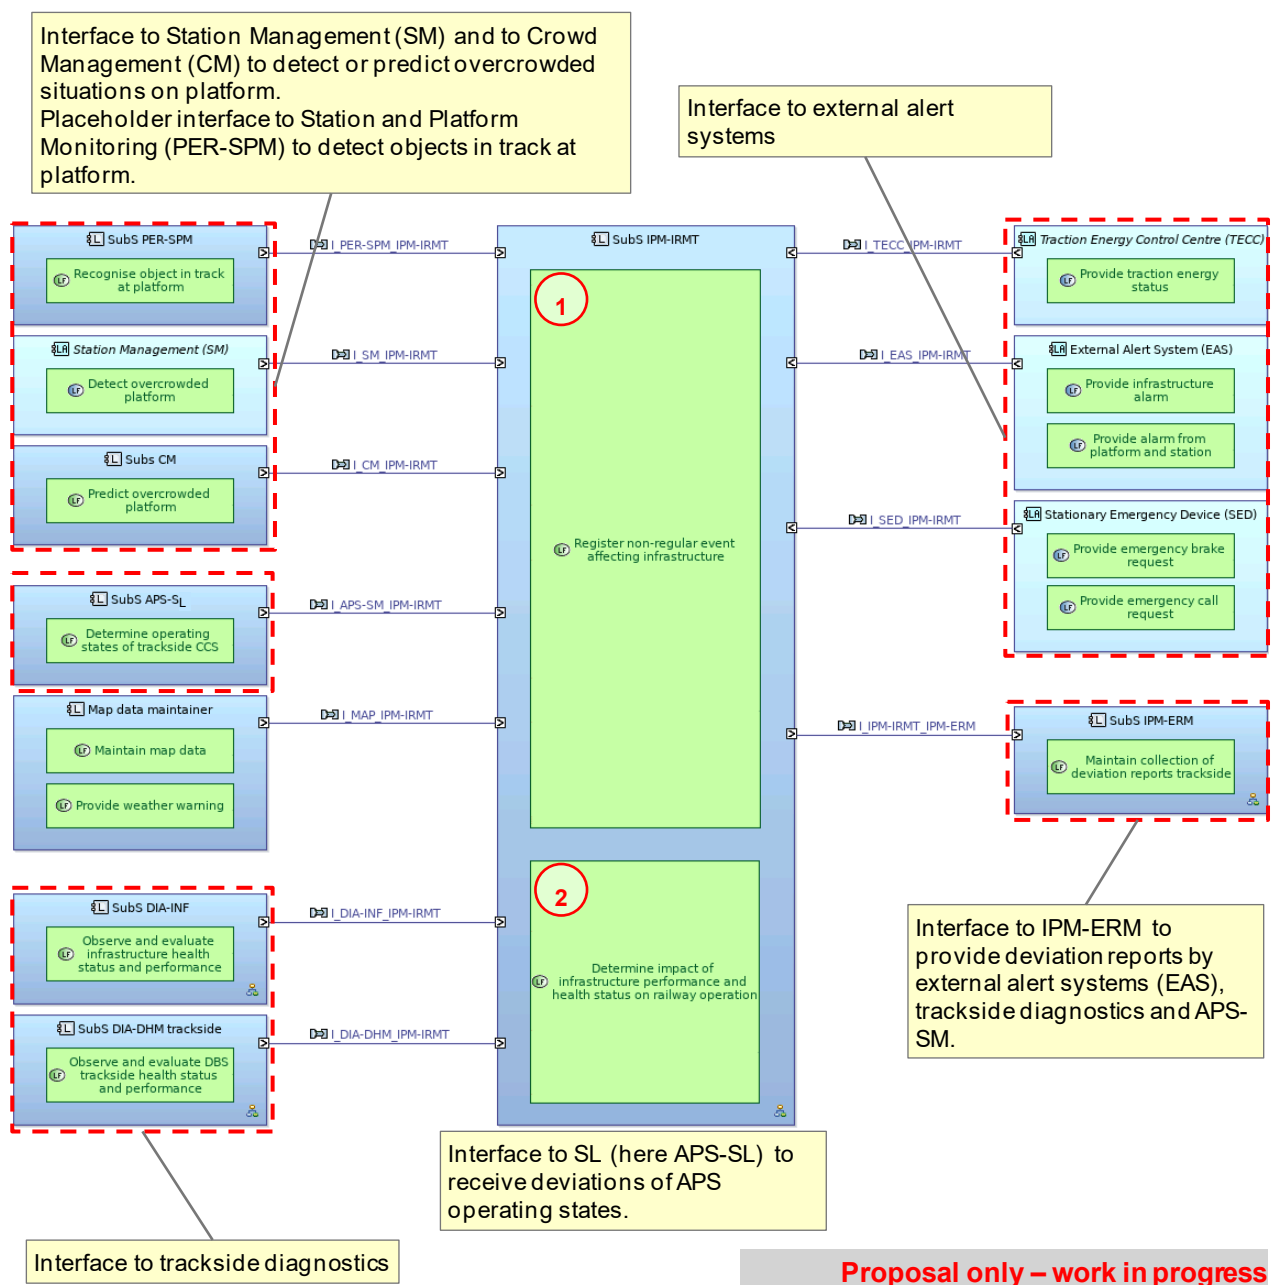 Interface to Station Management (SM) and to Crowd
Management (CM) to detect or predict overcrowded
situations on platform.
Placeholder interface to Station and Platform
Monitoring (PER-SPM) to detect objects in track at
platform.
Interface to external alert
systems
SubS PER-SPM
Recognise object in track
at platform
I_PER-SPM_IPM-IRMT
Station Management (SM)
Detect overcrowded
platform
I_SM_IPM-IRMT
Subs CM
Predict overcrowded
platform
I_CM_IPM-IRMT
SubS APS-SL
Determine operating
states of trackside CCS
I_APS-SM_IPM-IRMT
Map data maintainer
Maintain map data
Provide weather warning
I_MAP_IPM-IRMT
SubS DIA-INF
Observe and evaluate
infrastructure health
status and performance
I_DIA-INF_IPM-IRMT
SubS DIA-DHM trackside
Observe and evaluate DBS
trackside health status
and performance
I_DIA-DHM_IPM-IRMT
SubS IPM-IRMT
1
Register non-regular event
affecting infrastructure
2
Determine impact of
infrastructure performance and
health status on railway operation
I_TECC_IPM-IRMT
Traction Energy Control Centre (TECC)
Provide traction energy
status
I_EAS_IPM-IRMT
External Alert System (EAS)
Provide infrastructure
alarm
Provide alarm from
platform and station
I_SED_IPM-IRMT
Stationary Emergency Device (SED)
Provide emergency brake
request
Provide emergency call
request
I_IPM-IRMT_IPM-ERM
SubS IPM-ERM
Maintain collection of
deviation reports trackside
Interface to IPM-ERM to
provide deviation reports by
external alert systems (EAS),
trackside diagnostics and APS-
SM.
Interface to SL (here APS-SL) to
receive deviations of APS
operating states.
Interface to trackside diagnostics
Proposal only – work in progress